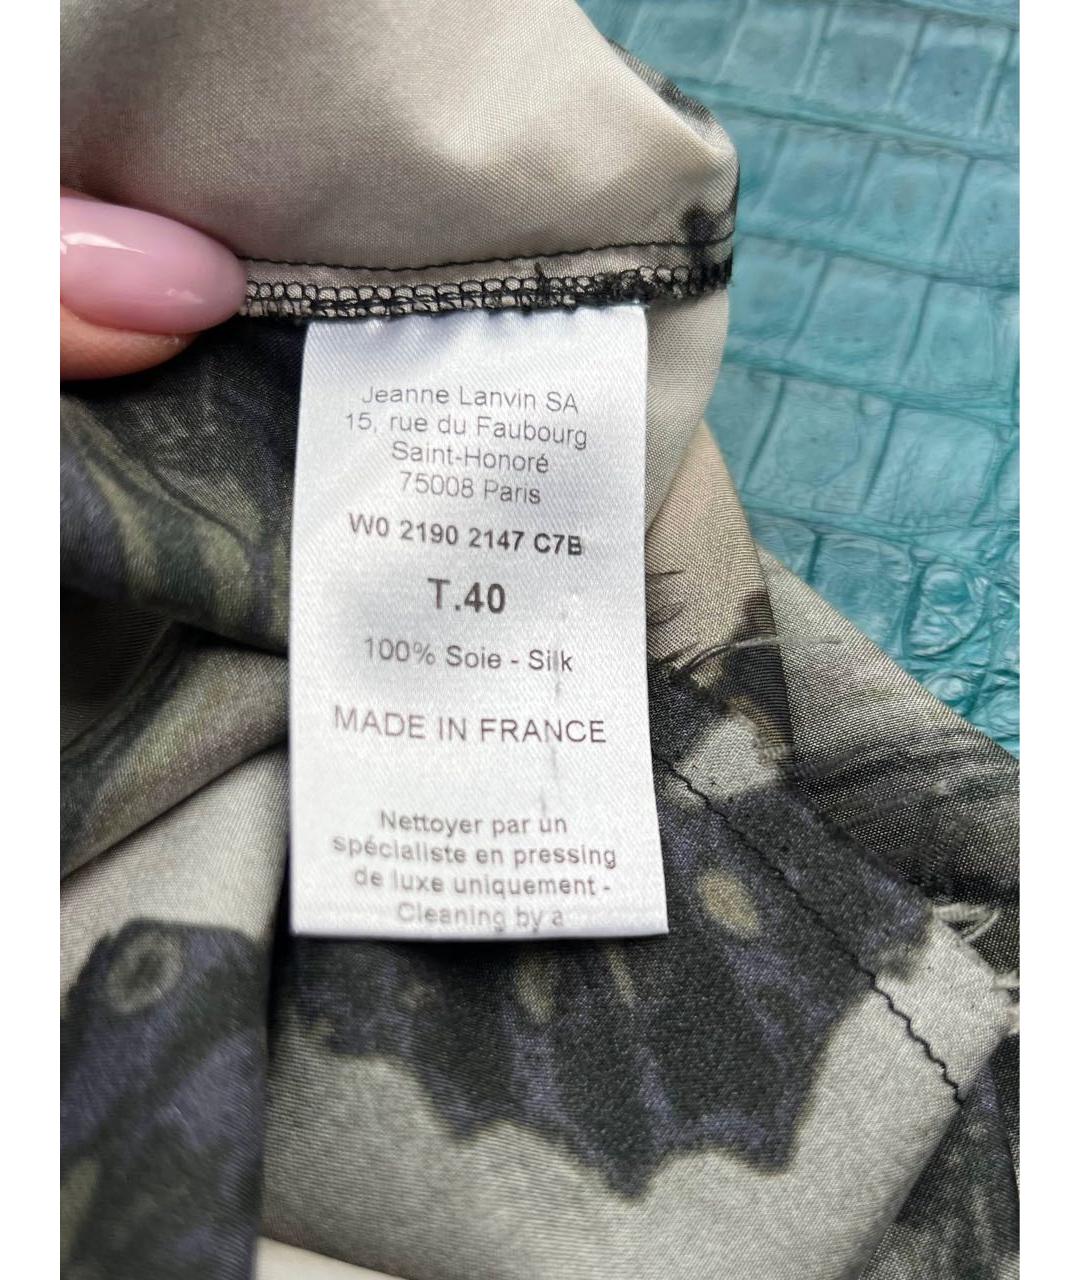 Jeanne Lanvin SA
15, rue du Faubourg
Saint-Honoré
75008 Paris
W0 2190 2147 C7B
T.40
100% Soie - Silk
MADE IN FRANCE
Nettoyer par un
spécialiste en pressing
de luxe uniquement -
Cleaning by a